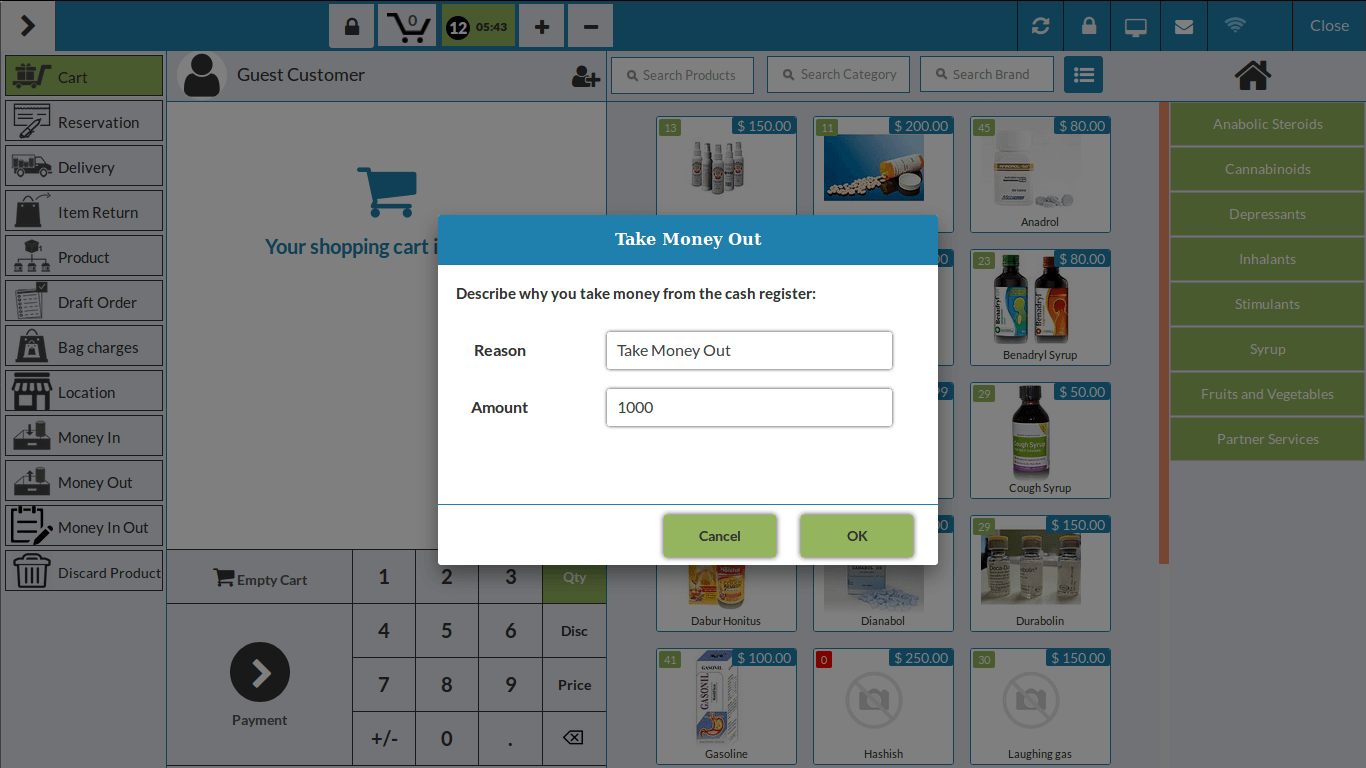 0
12 05:43
Close
Cart
Reservation
Delivery
Item Return
Product
Draft Order
Bag charges
Location
Money In
Money Out
Money In Out
Discard Product
Guest Customer
Your shopping cart i
Search Products
Search Category
Search Brand
13 $ 150.00
11 $ 200.00
45 $ 80.00
Anadrol
23 $ 80.00
Benadryl
Benadryl
Benadryl Syrup
29 $ 50.00
Cough Syrup
Cough Syrup
29 $ 150.00
Dabur Honitus
Dianabol
Durabolin
41 $ 100.00
GASONIL
GASONIL
Gasoline
0 $ 250.00
Hashish
30 $ 150.00
Laughing gas
Anabolic Steroids
Cannabinoids
Depressants
Inhalants
Stimulants
Syrup
Fruits and Vegetables
Partner Services
Take Money Out
Describe why you take money from the cash register:
Reason Take Money Out
Amount 1000
Cancel OK
Empty Cart
Payment
1 2 3 Qty
4 5 6 Disc
7 8 9 Price
+/- 0 .